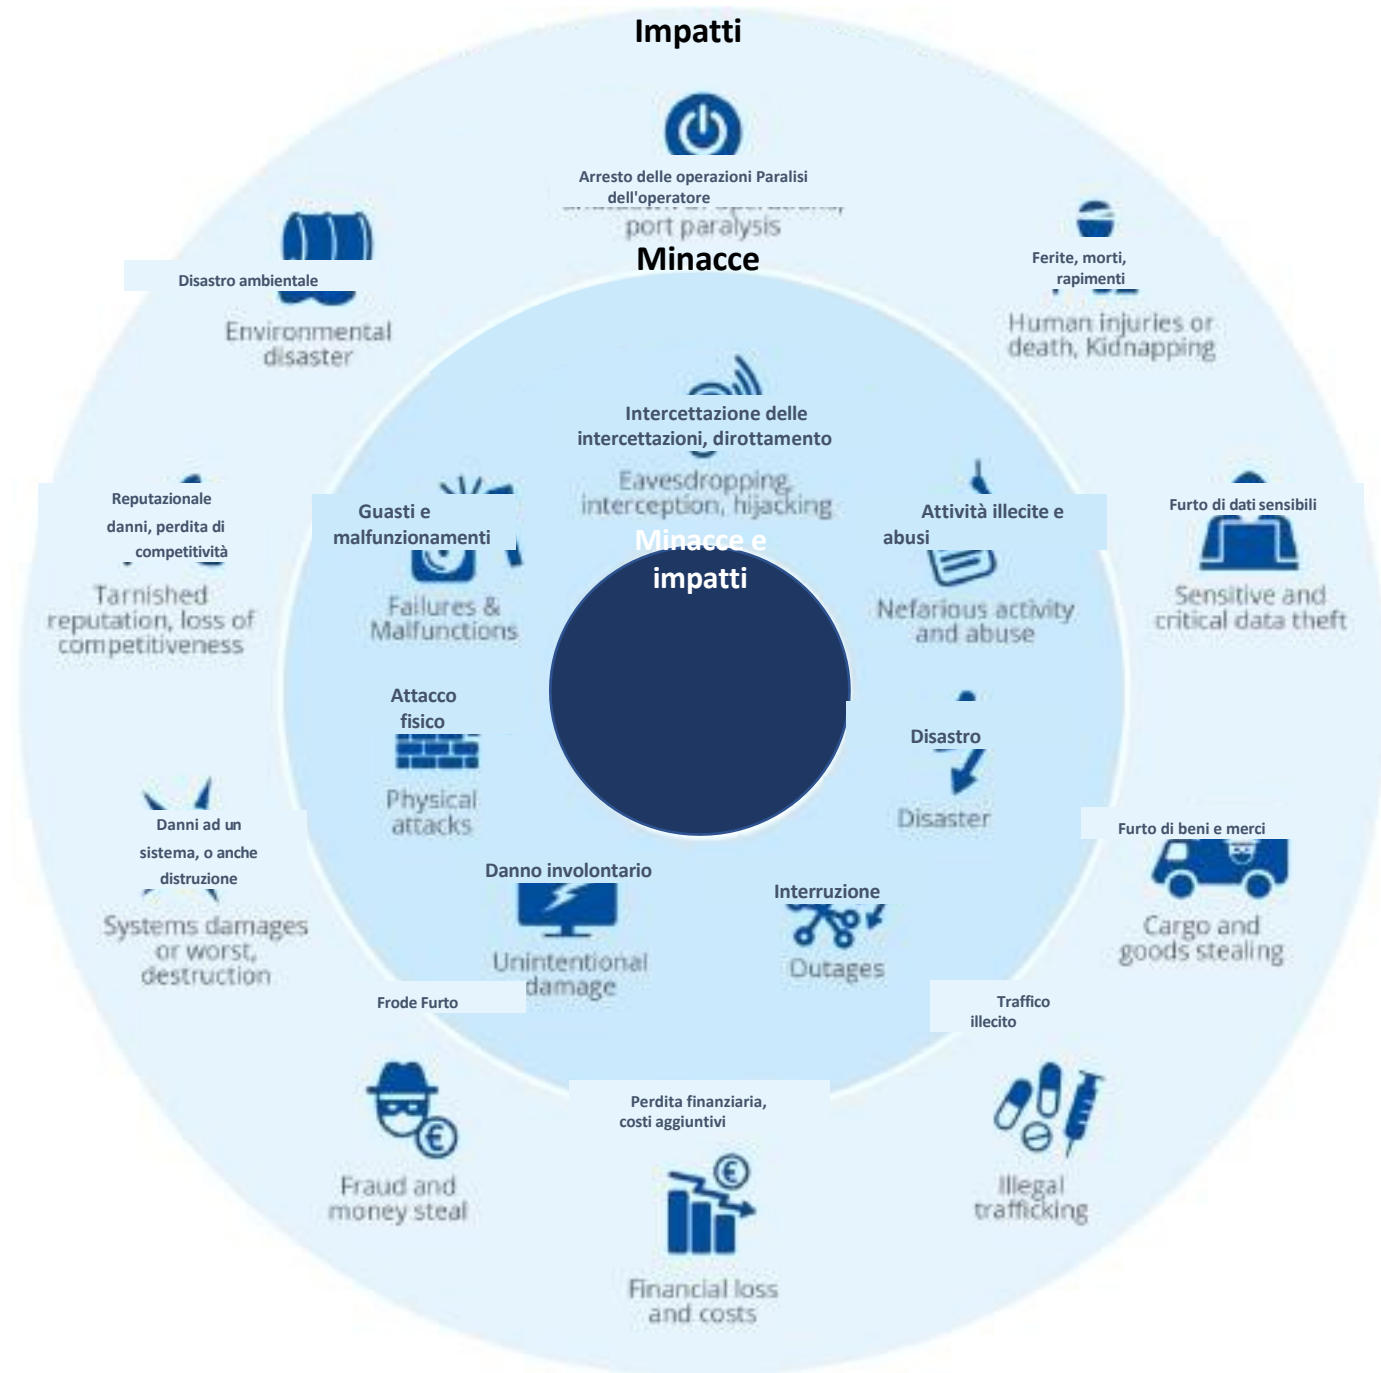 Impatti
Arresto delle operazioni Paralisi
dell'operatore
port paralysis
Minacce
Disastro ambientale
Environmental
disaster
Ferite, morti,
rapimenti
Human injuries or
death, Kidnapping
Intercettazione delle
intercettazioni, dirottamento
Eavesdropping,
interception, hijacking
Reputazionale
danni, perdita di
competitività
Tarnished
reputation, loss of
competitiveness
Guasti e
malfunzionamenti
Failures &
Malfunctions
Minacce e
impatti
Attività illecite e
abusi
Nefarious activity
and abuse
Furto di dati sensibili
Sensitive and
critical data theft
Attacco
fisico
Physical
attacks
Disastro
Disaster
Danni ad un
sistema, o anche
distruzione
Systems damages
or worst,
destruction
Danno involontario
Unintentional
damage
Interruzione
Outages
Furto di beni e merci
Cargo and
goods stealing
Frode Furto
Fraud and
money steal
Perdita finanziaria,
costi aggiuntivi
Financial loss
and costs
Traffico
illecito
Illegal
trafficking